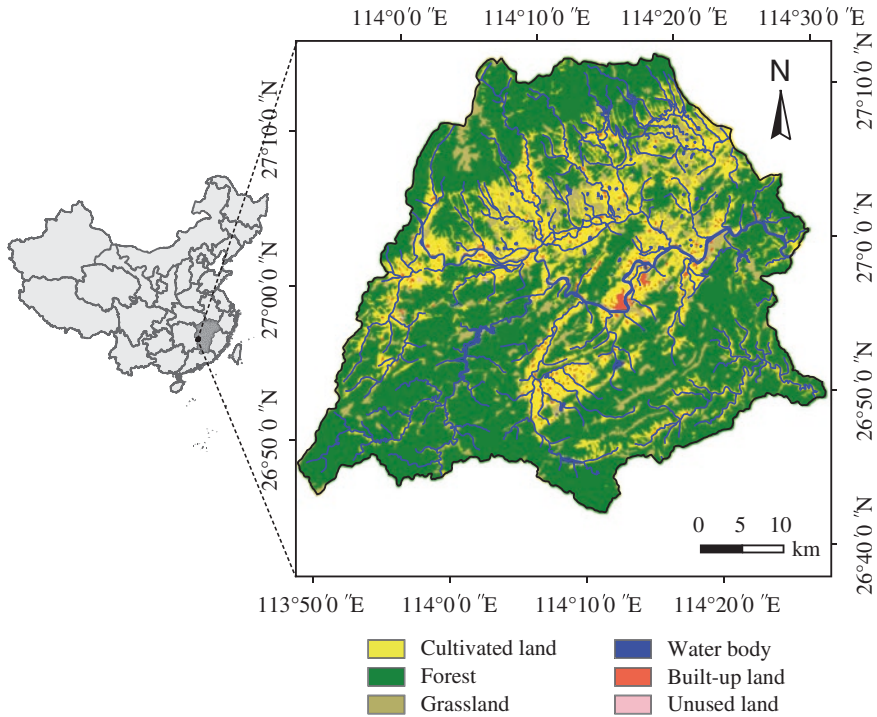 114°0′0″E 114°10′0″E 114°20′0″E 114°30′0″E
27°10′0″N
27°0′0″N
26°50′0″N
N
27°10′0″N
27°0′0″N
26°50′0″N
26°40′0″N
0 5 10
km
113°50′0″E 114°0′0″E 114°10′0″E 114°20′0″E
Cultivated land
Forest
Grassland
Water body
Built-up land
Unused land